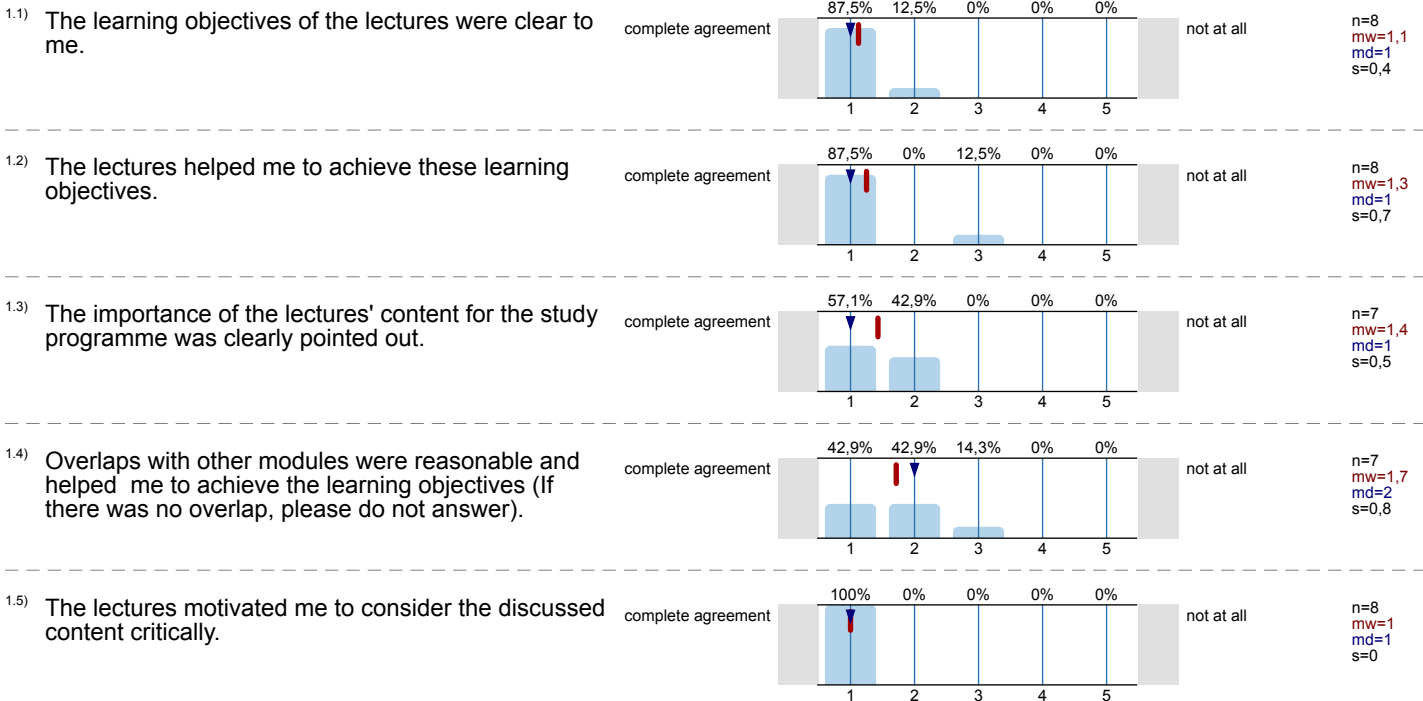 1.1) The learning objectives of the lectures were clear to
me.
complete agreement
87,5% 12,5% 0% 0% 0%
1 2 3 4 5
not at all
n=8
mw=1,1
md=1
s=0,4
1.2) The lectures helped me to achieve these learning
objectives.
complete agreement
87,5% 0% 12,5% 0% 0%
1 2 3 4 5
not at all
n=8
mw=1,3
md=1
s=0,7
1.3) The importance of the lectures' content for the study
programme was clearly pointed out.
complete agreement
57,1% 42,9% 0% 0% 0%
1 2 3 4 5
not at all
n=7
mw=1,4
md=1
s=0,5
1.4) Overlaps with other modules were reasonable and
helped me to achieve the learning objectives (If
there was no overlap, please do not answer).
complete agreement
42,9% 42,9% 14,3% 0% 0%
1 2 3 4 5
not at all
n=7
mw=1,7
md=2
s=0,8
1.5) The lectures motivated me to consider the discussed
content critically.
complete agreement
100% 0% 0% 0% 0%
1 2 3 4 5
not at all
n=8
mw=1
md=1
s=0